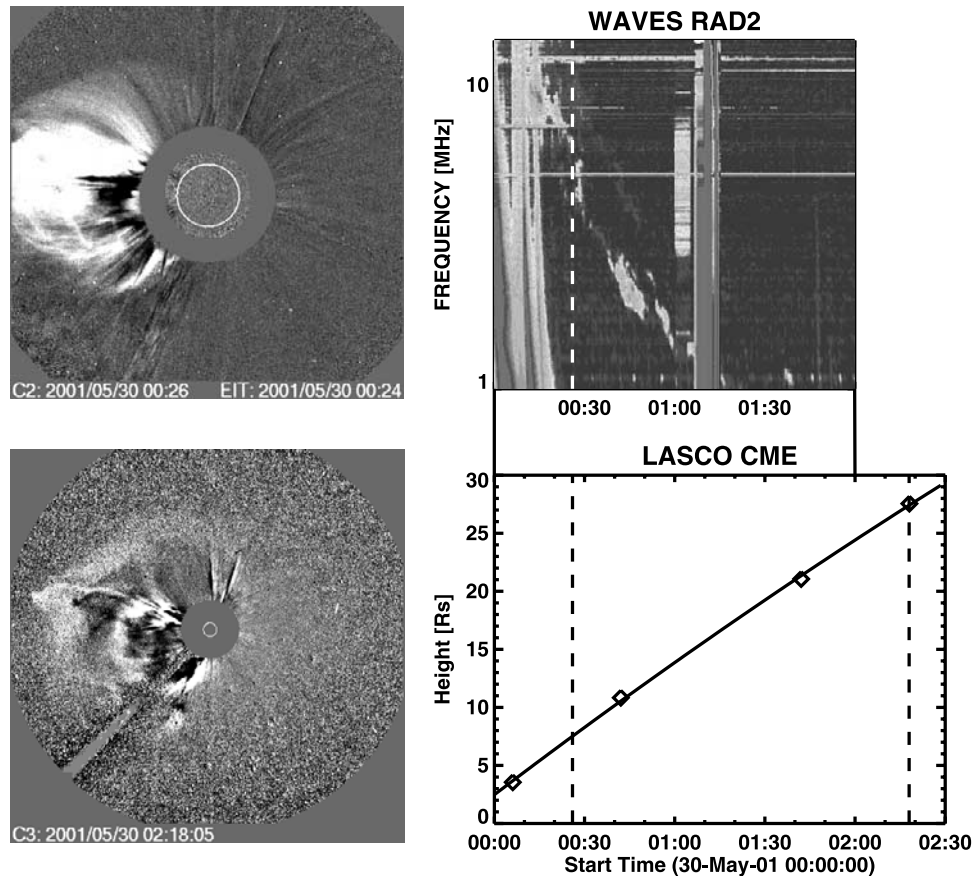 C2: 2001/05/30 00:26 EIT: 2001/05/30 00:24
C3: 2001/05/30 02:18:05
WAVES RAD2
FREQUENCY [MHz]
10
1
00:30 01:00 01:30
LASCO CME
Height [Rs]
30
25
20
15
10
5
0
00:00 00:30 01:00 01:30 02:00 02:30
Start Time (30-May-01 00:00:00)